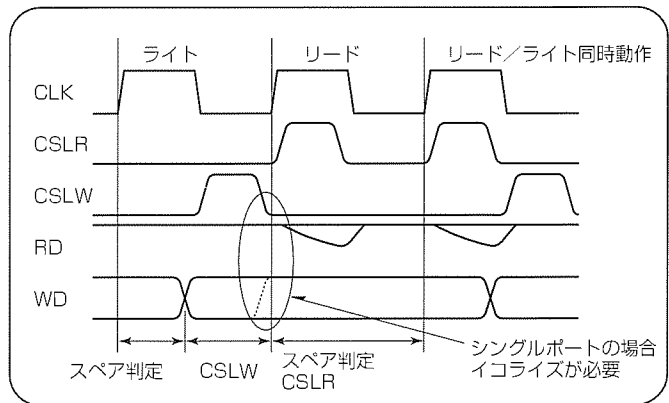 ライト リード リード／ライト同時動作
CLK
CSLR
CSLW
RD
WD
スペア判定 CSLW スペア判定
CSLR
シングルポートの場合
イコライズが必要